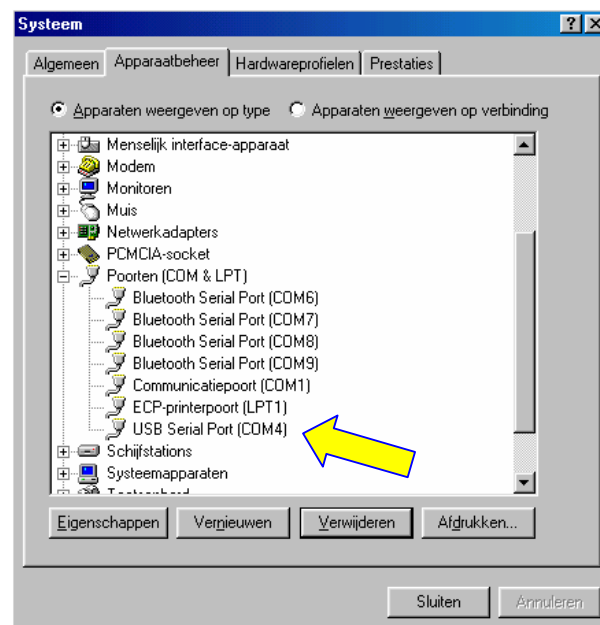 Systeem
Algemeen Apparaatbeheer Hardwareprofielen Prestaties
Apparaten weergeven op type Apparaten weergeven op verbinding
Menselijk interface-apparaat
Modem
Monitoren
Muis
Netwerkadapters
PCMCIA-socket
Poorten (COM & LPT)
Bluetooth Serial Port (COM6)
Bluetooth Serial Port (COM7)
Bluetooth Serial Port (COM8)
Bluetooth Serial Port (COM9)
Communicatiepoort (COM1)
ECP-printerpoort (LPT1)
USB Serial Port (COM4)
Schijfstations
Systeemapparaten
Eigenschappen Vernieuwen Verwijderen Afdrukken...
Sluiten Annuleren